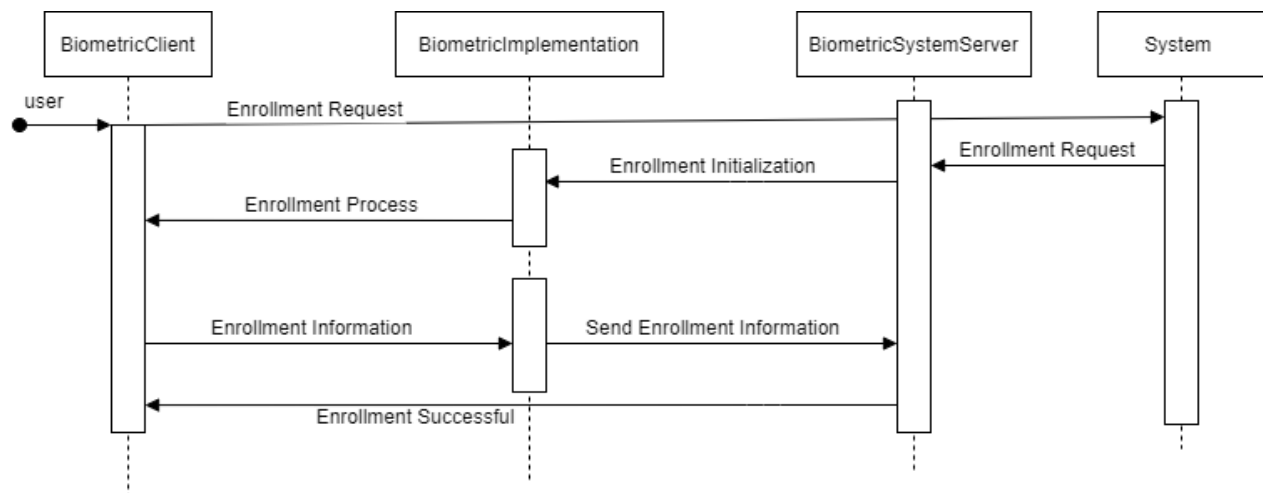 BiometricClient
BiometricImplementation
BiometricSystemServer
System
user
Enrollment Request
Enrollment Request
Enrollment Initialization
Enrollment Process
Enrollment Information
Send Enrollment Information
Enrollment Successful